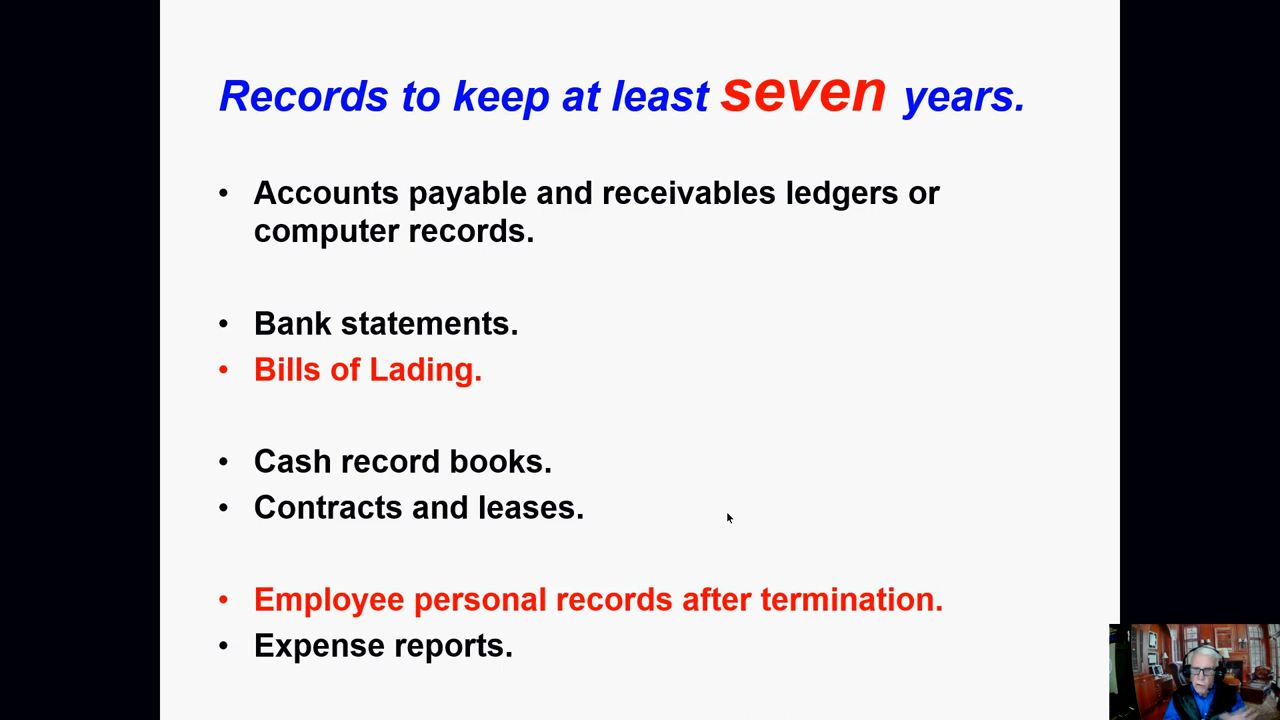 Records to keep at least seven years.
• Accounts payable and receivables ledgers or
computer records.
• Bank statements.
• Bills of Lading.
• Cash record books.
• Contracts and leases.
• Employee personal records after termination.
• Expense reports.